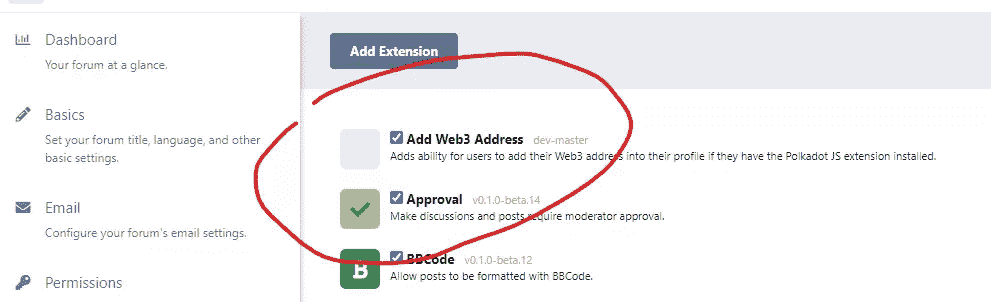 Dashboard
Your forum at a glance.
Basics
Set your forum title, language, and other
basic settings.
Email
Configure your forum's email settings.
Permissions
Add Extension
Add Web3 Address dev-master
Adds ability for users to add their Web3 address into their profile if they have the Polkadot JS extension installed.
Approval v0.1.0-beta.14
Make discussions and posts require moderator approval.
B
BBCode v0.1.0-beta.12
Allow posts to be formatted with BBCode.